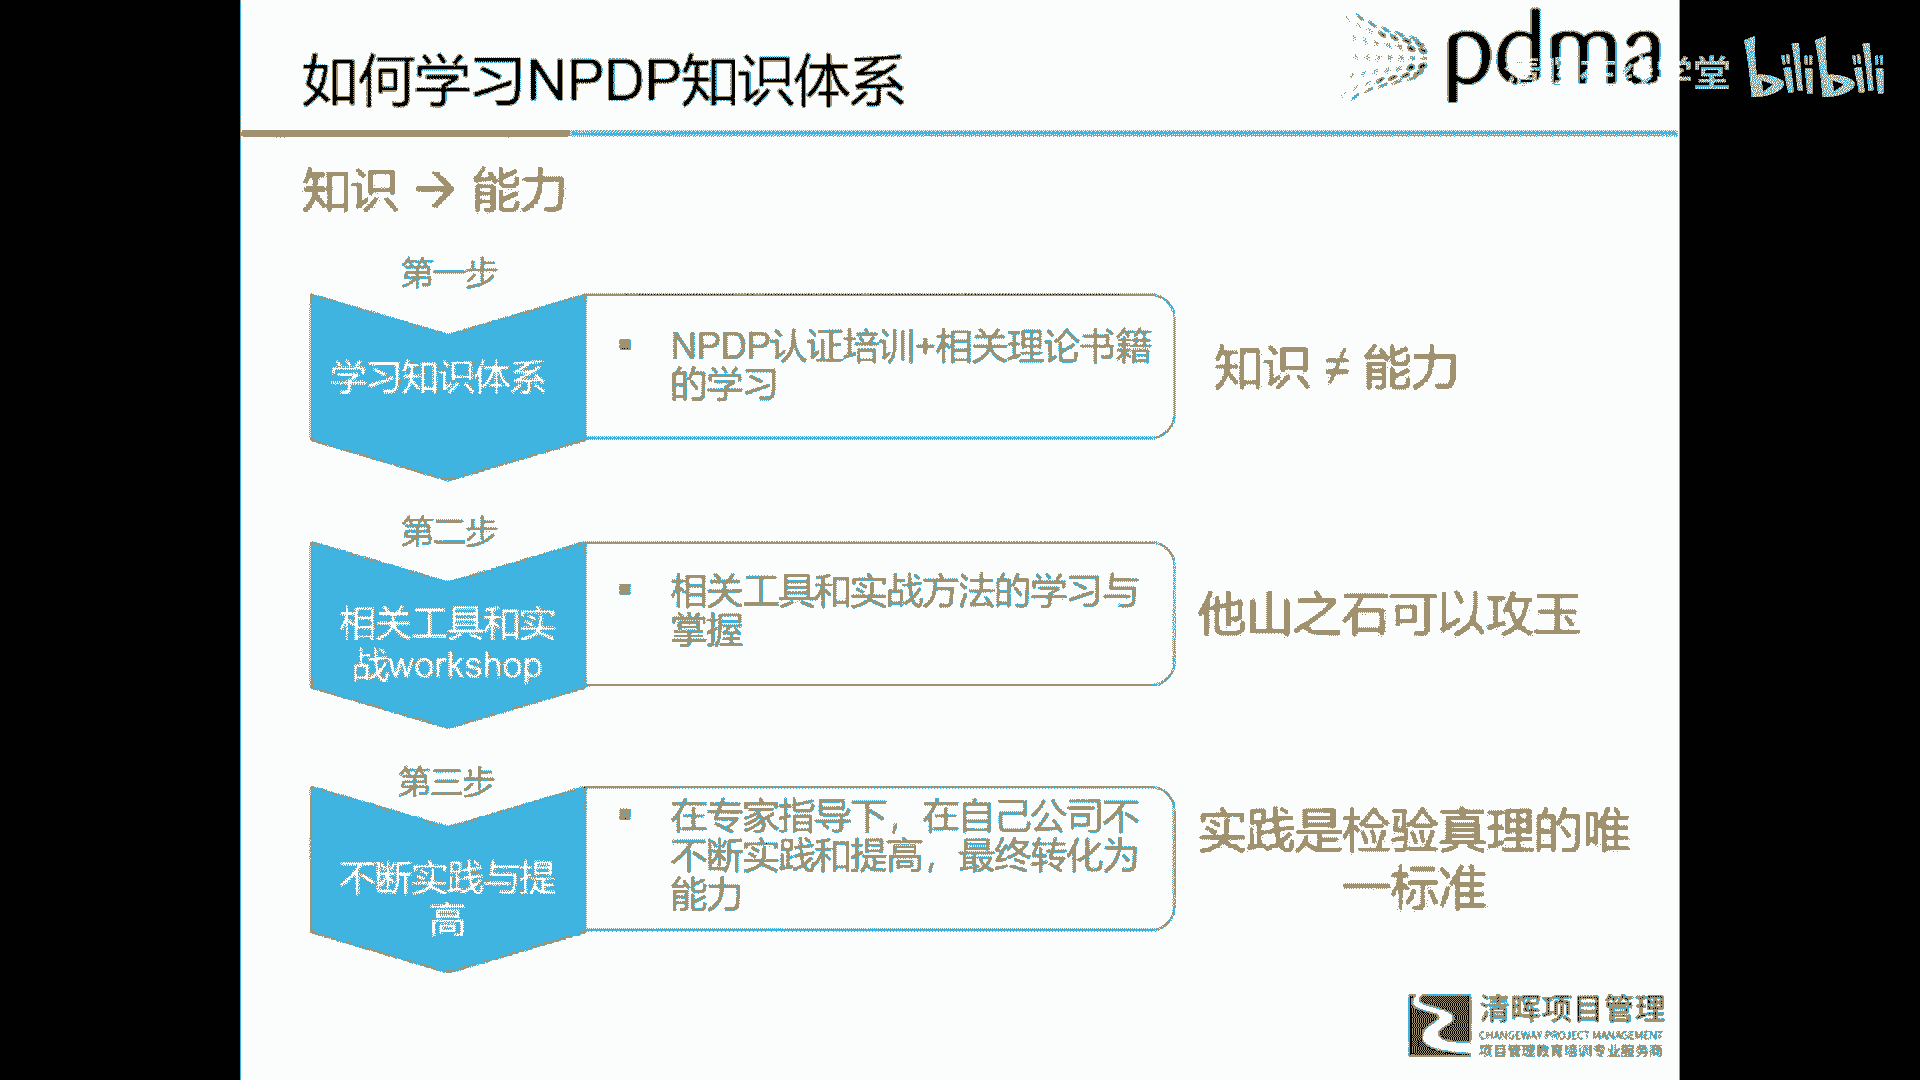 如何学习NPDP知识体系
pdma
学堂 bilibili
知识 → 能力
第一步
学习知识体系
▪ NPDP认证培训+相关理论书籍
的学习
知识 ≠ 能力
第二步
相关工具和实
战workshop
▪ 相关工具和实战方法的学习与
掌握
他山之石可以攻玉
第三步
不断实践与提
高
▪ 在专家指导下，在自己公司不
不断实践和提高，最终转化为
能力
实践是检验真理的唯
一标准
清晖项目管理
CHANGEWAY PROJECT MANAGEMENT
项目管理教育培训专业服务商